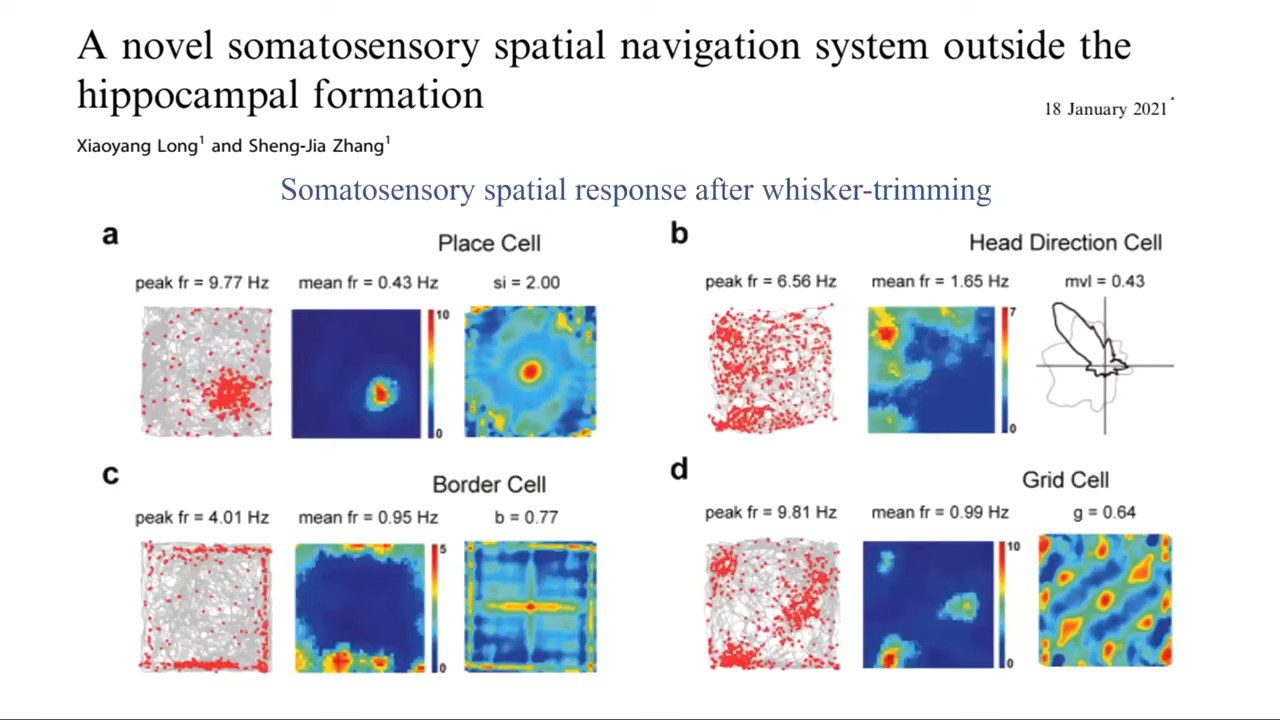 A novel somatosensory spatial navigation system outside the
hippocampal formation
18 January 2021
Xiaoyang Long¹ and Sheng-Jia Zhang¹
Somatosensory spatial response after whisker-trimming
a
Place Cell
peak fr = 9.77 Hz mean fr = 0.43 Hz si = 2.00
10
0
b
Head Direction Cell
peak fr = 6.56 Hz mean fr = 1.65 Hz mvl = 0.43
7
0
c
Border Cell
peak fr = 4.01 Hz mean fr = 0.95 Hz b = 0.77
5
0
d
Grid Cell
peak fr = 9.81 Hz mean fr = 0.99 Hz g = 0.64
10
0